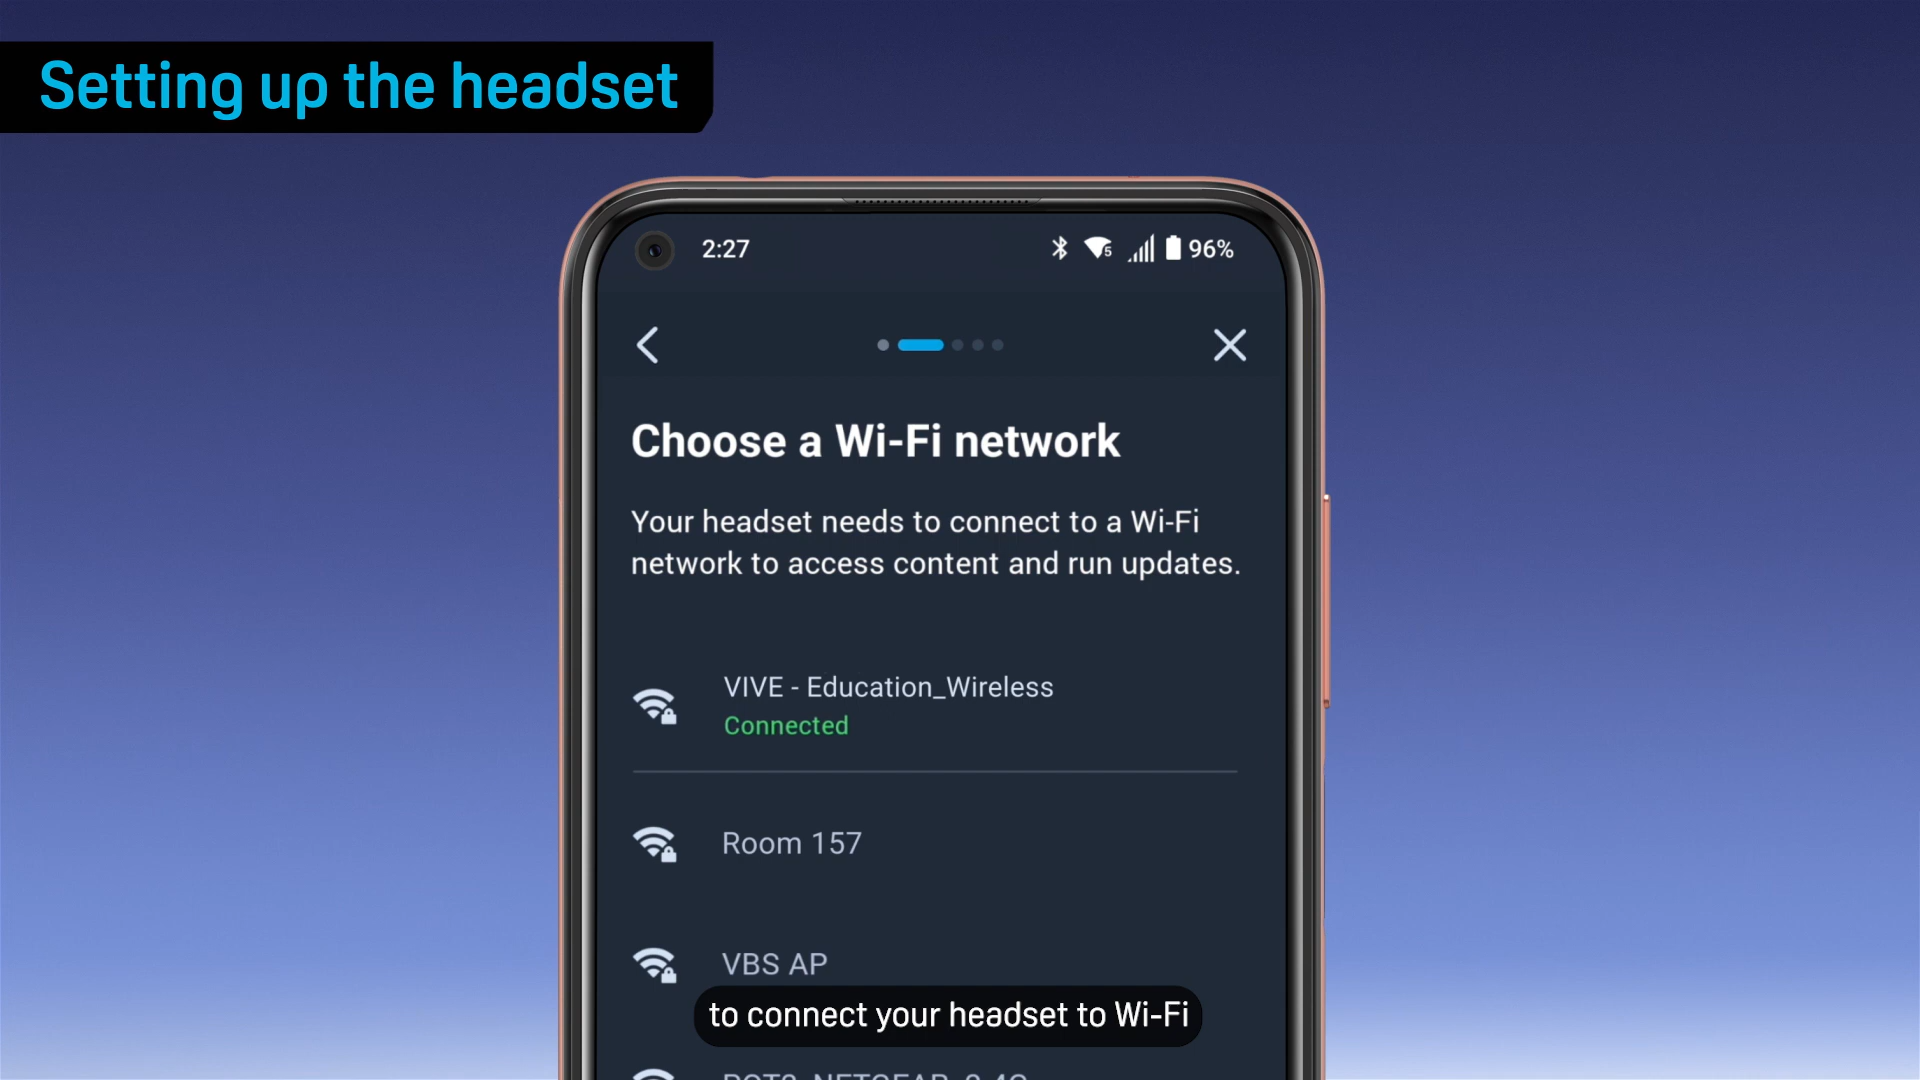 Setting up the headset
2:27
5
96%
Choose a Wi-Fi network
Your headset needs to connect to a Wi-Fi
network to access content and run updates.
VIVE - Education_Wireless
Connected
Room 157
VBS AP
to connect your headset to Wi-Fi